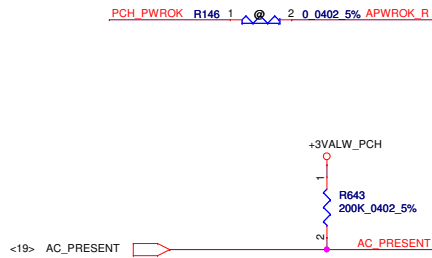 PCH_PWROK R146 1 @ 2 0_0402_5% APWROK_R
+3VALW_PCH
1
R643
200K_0402_5%
2
<19> AC_PRESENT AC_PRESENT